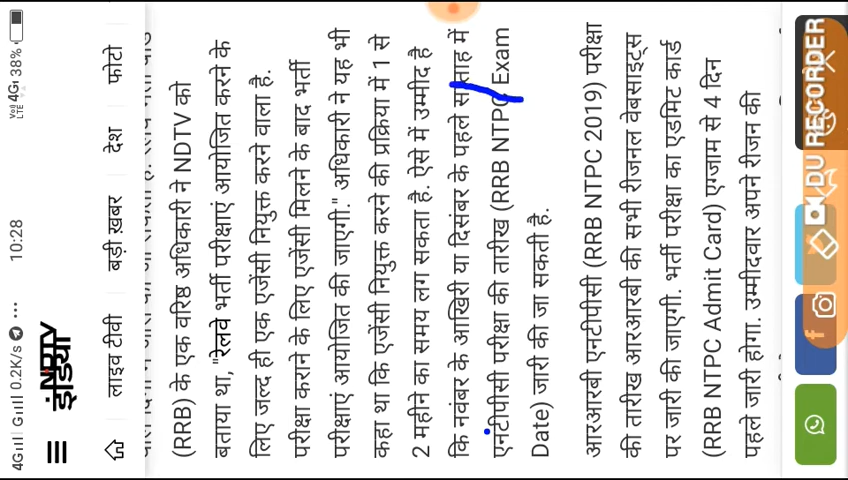 4G 0.2K/s ... 10:28 VoLTE 4G 38%
NDTV
इंडिया
लाइव टीवी बड़ी ख़बर देश फोटो
(RRB) के एक वरिष्ठ अधिकारी ने NDTV को
बताया था, "रेलवे भर्ती परीक्षाएं आयोजित करने के
लिए जल्द ही एक एजेंसी नियुक्त करने वाला है.
परीक्षा कराने के लिए एजेंसी मिलने के बाद भर्ती
परीक्षाएं आयोजित की जाएगी." अधिकारी ने यह भी
कहा था कि एजेंसी नियुक्त करने की प्रक्रिया में 1 से
2 महीने का समय लग सकता है. ऐसे में उम्मीद है
कि नवंबर के आखिरी या दिसंबर के पहले सप्ताह में
एनटीपीसी परीक्षा की तारीख (RRB NTPC Exam
Date) जारी की जा सकती है.
आरआरबी एनटीपीसी (RRB NTPC 2019) परीक्षा
की तारीख आरआरबी की सभी रीजनल वेबसाइट्स
पर जारी की जाएगी. भर्ती परीक्षा का एडमिट कार्ड
(RRB NTPC Admit Card) एग्जाम से 4 दिन
पहले जारी होगा. उम्मीदवार अपने रीजन की
DU RECORDER